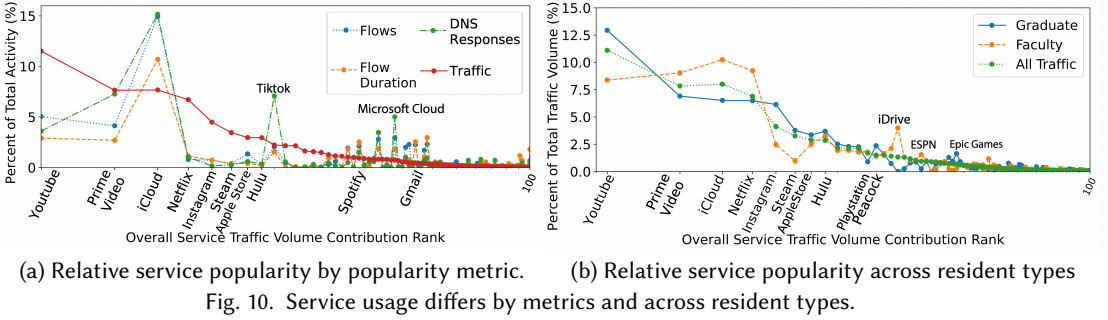 Percent of Total Activity (%)
15
10
5
0
Flows
Flow
Duration
DNS
Responses
Traffic
Tiktok
Microsoft Cloud
Youtube
Prime
Video
iCloud
Netflix
Instagram
Steam
Apple Store
Hulu
Spotify
Gmail
100
Overall Service Traffic Volume Contribution Rank
(a) Relative service popularity by popularity metric.
Percent of Total Traffic Volume (%)
15.0
12.5
10.0
7.5
5.0
2.5
0.0
Graduate
Faculty
All Traffic
iDrive
ESPN
Epic Games
Youtube
Prime
Video
iCloud
Netflix
Instagram
Steam
AppleStore
Hulu
Playstation
Peacock
100
Overall Service Traffic Volume Contribution Rank
(b) Relative service popularity across resident types
Fig. 10. Service usage differs by metrics and across resident types.